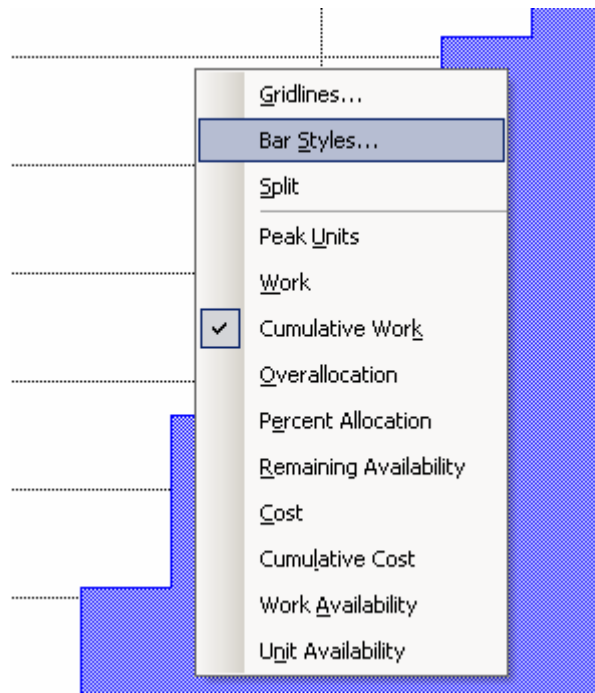 Gridlines...
Bar Styles...
Split
Peak Units
Work
Cumulative Work
Overallocation
Percent Allocation
Remaining Availability
Cost
Cumulative Cost
Work Availability
Unit Availability